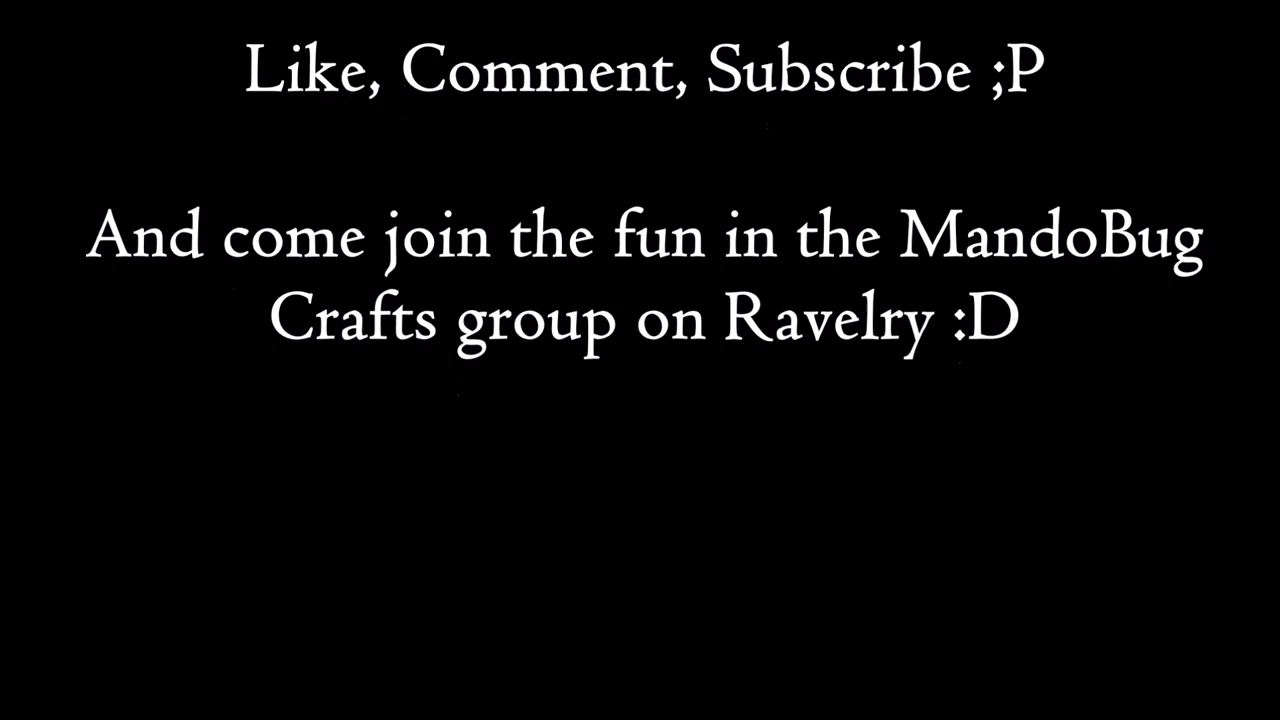 Like, Comment, Subscribe ;P
And come join the fun in the MandoBug
Crafts group on Ravelry :D